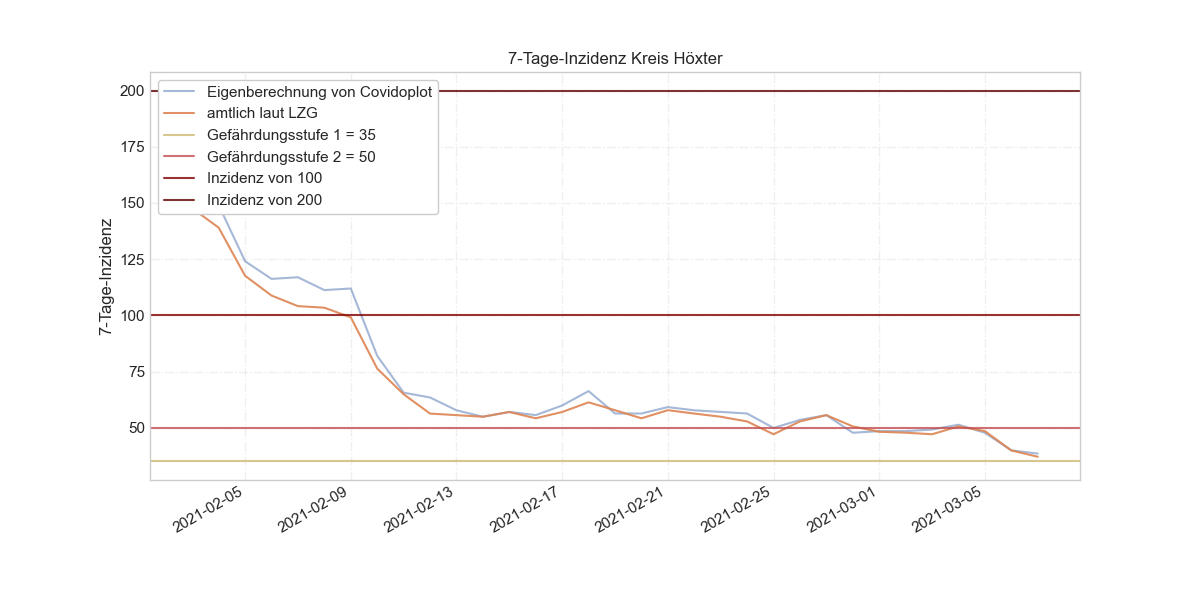 7-Tage-Inzidenz Kreis Höxter
Eigenberechnung von Covidoplot
amtlich laut LZG
Gefährdungsstufe 1 = 35
Gefährdungsstufe 2 = 50
Inzidenz von 100
Inzidenz von 200
7-Tage-Inzidenz
200
175
150
125
100
75
50
2021-02-05
2021-02-09
2021-02-13
2021-02-17
2021-02-21
2021-02-25
2021-03-01
2021-03-05